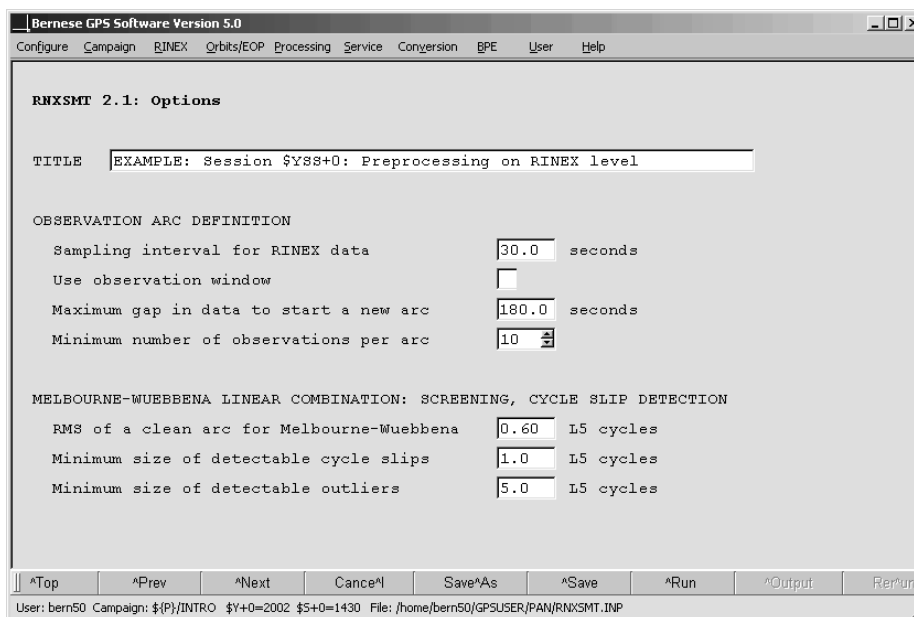 Bernese GPS Software Version 5.0
Configure Campaign RINEX Orbits/EOP Processing Service Conversion BPE User Help
RNXSMT 2.1: Options
TITLE EXAMPLE: Session $YSS+0: Preprocessing on RINEX level
OBSERVATION ARC DEFINITION
Sampling interval for RINEX data 30.0 seconds
Use observation window
Maximum gap in data to start a new arc 180.0 seconds
Minimum number of observations per arc 10
MELBOURNE-WUEBBENA LINEAR COMBINATION: SCREENING, CYCLE SLIP DETECTION
RMS of a clean arc for Melbourne-Wuebbena 0.60 L5 cycles
Minimum size of detectable cycle slips 1.0 L5 cycles
Minimum size of detectable outliers 5.0 L5 cycles
^Top ^Prev ^Next Cance^l Save^As ^Save ^Run ^Output Rer^un
User: bern50 Campaign: ${P}/INTRO $Y+0=2002 $S+0=1430 File: /home/bern50/GPSUSER/PAN/RNXSMT.INP